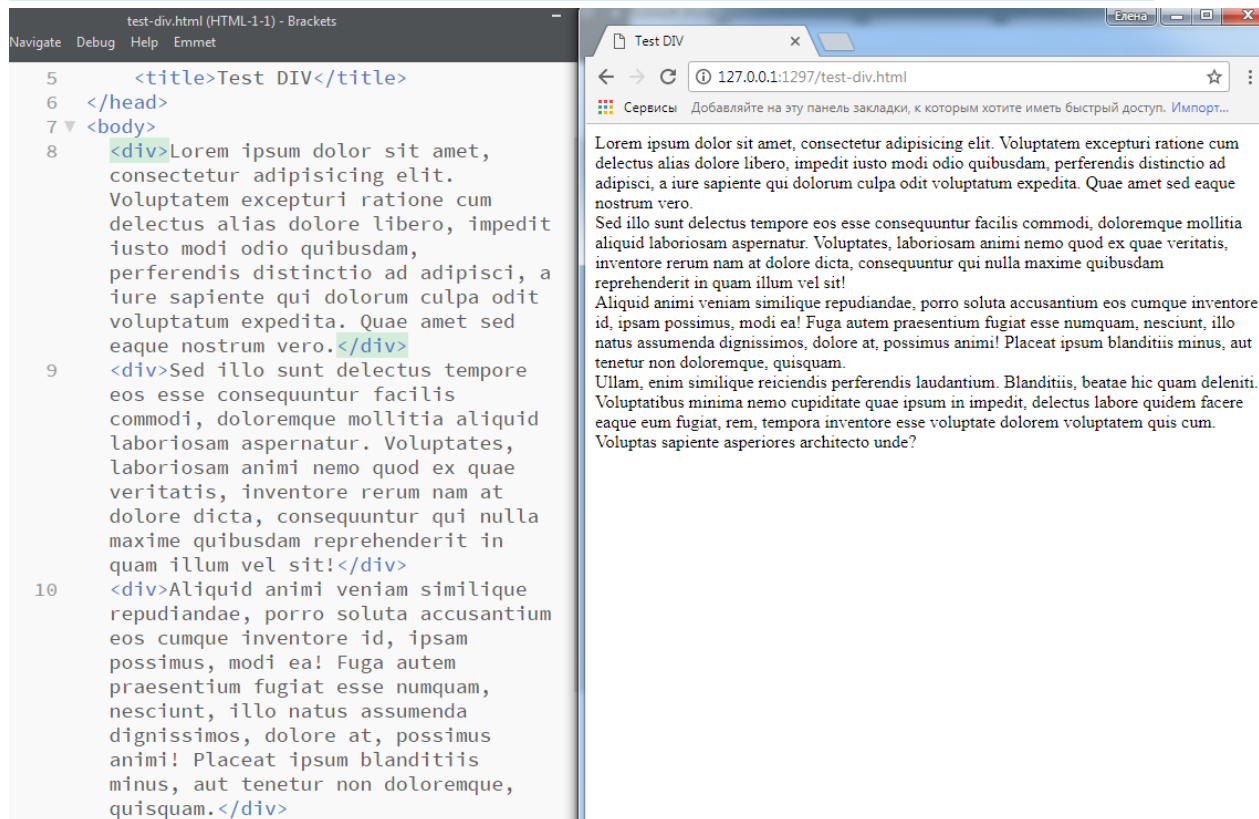 test-div.html (HTML-1-1) - Brackets
Navigate Debug Help Emmet
5 <title>Test DIV</title>
6 </head>
7 <body>
8 <div>Lorem ipsum dolor sit amet,
consectetur adipisicing elit.
Voluptatem excepturi ratione cum
delectus alias dolore libero, impedit
iusto modi odio quibusdam,
perferendis distinctio ad adipisci, a
iure sapiente qui dolorum culpa odit
voluptatum expedita. Quae amet sed
eaque nostrum vero.</div>
9 <div>Sed illo sunt delectus tempore
eos esse consequuntur facilis
commodi, doloremque mollitia aliquid
laboriosam aspernatur. Voluptates,
laboriosam animi nemo quod ex quae
veritatis, inventore rerum nam at
dolore dicta, consequuntur qui nulla
maxime quibusdam reprehenderit in
quam illum vel sit!</div>
10 <div>Aliquid animi veniam similique
repudiandae, porro soluta accusantium
eos cumque inventore id, ipsam
possimus, modi ea! Fuga autem
praesentium fugiat esse numquam,
nesciunt, illo natus assumenda
dignissimos, dolore at, possimus
animi! Placeat ipsum blanditiis
minus, aut tenetur non doloremque,
quisquam.</div>
Елена
Test DIV
127.0.0.1:1297/test-div.html
Сервисы Добавляйте на эту панель закладки, к которым хотите иметь быстрый доступ. Импорт...
Lorem ipsum dolor sit amet, consectetur adipisicing elit. Voluptatem excepturi ratione cum
delectus alias dolore libero, impedit iusto modi odio quibusdam, perferendis distinctio ad
adipisci, a iure sapiente qui dolorum culpa odit voluptatum expedita. Quae amet sed eaque
nostrum vero.
Sed illo sunt delectus tempore eos esse consequuntur facilis commodi, doloremque mollitia
aliquid laboriosam aspernatur. Voluptates, laboriosam animi nemo quod ex quae veritatis,
inventore rerum nam at dolore dicta, consequuntur qui nulla maxime quibusdam
reprehenderit in quam illum vel sit!
Aliquid animi veniam similique repudiandae, porro soluta accusantium eos cumque inventore
id, ipsam possimus, modi ea! Fuga autem praesentium fugiat esse numquam, nesciunt, illo
natus assumenda dignissimos, dolore at, possimus animi! Placeat ipsum blanditiis minus, aut
tenetur non doloremque, quisquam.
Ullam, enim similique reiciendis perferendis laudantium. Blanditiis, beatae hic quam deleniti.
Voluptatibus minima nemo cupiditate quae ipsum in impedit, delectus labore quidem facere
eaque eum fugiat, rem, tempora inventore esse voluptate dolorem voluptatem quis cum.
Voluptas sapiente asperiores architecto unde?